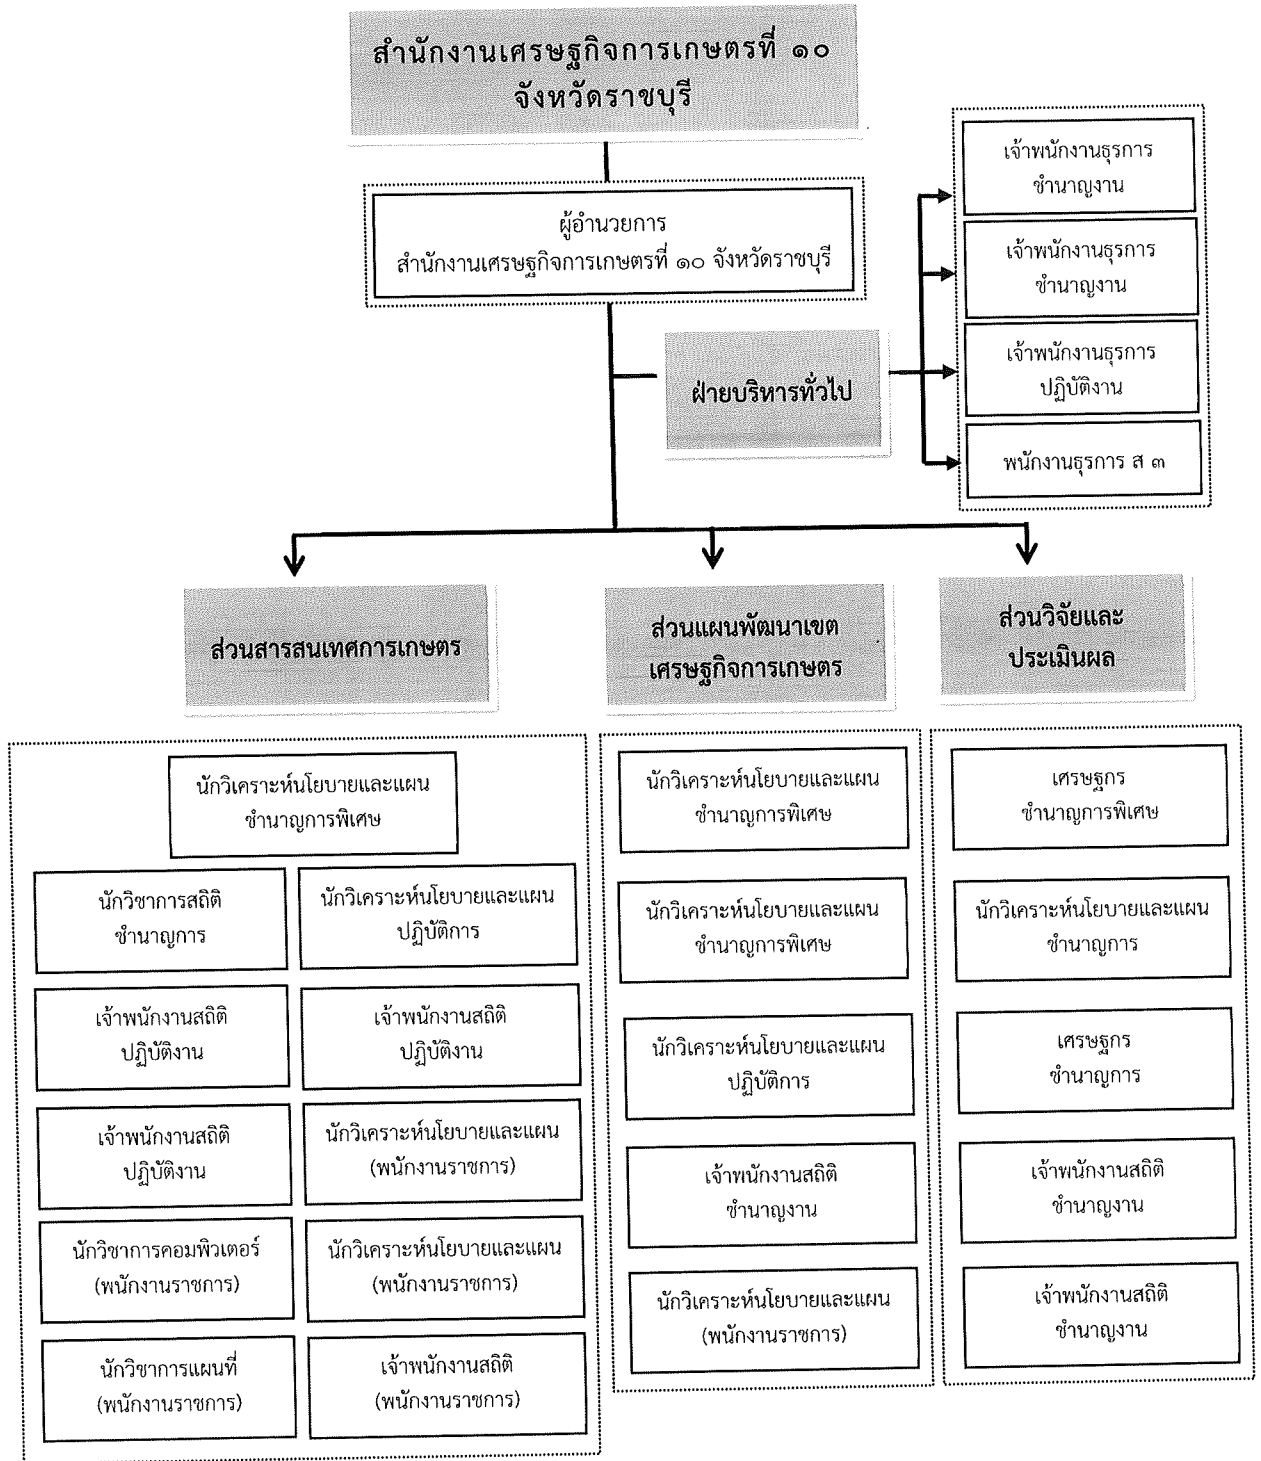 สำนักงานเศรษฐกิจการเกษตรที่ ๑๐
จังหวัดราชบุรี
ผู้อำนวยการ
สำนักงานเศรษฐกิจการเกษตรที่ ๑๐ จังหวัดราชบุรี
ฝ่ายบริหารทั่วไป
เจ้าพนักงานธุรการ
ชำนาญงาน
เจ้าพนักงานธุรการ
ชำนาญงาน
เจ้าพนักงานธุรการ
ปฏิบัติงาน
พนักงานธุรการ ส ๓
ส่วนสารสนเทศการเกษตร
นักวิเคราะห์นโยบายและแผน
ชำนาญการพิเศษ
นักวิชาการสถิติ
ชำนาญการ
นักวิเคราะห์นโยบายและแผน
ปฏิบัติการ
เจ้าพนักงานสถิติ
ปฏิบัติงาน
เจ้าพนักงานสถิติ
ปฏิบัติงาน
เจ้าพนักงานสถิติ
ปฏิบัติงาน
นักวิเคราะห์นโยบายและแผน
(พนักงานราชการ)
นักวิชาการคอมพิวเตอร์
(พนักงานราชการ)
นักวิเคราะห์นโยบายและแผน
(พนักงานราชการ)
นักวิชาการแผนที่
(พนักงานราชการ)
เจ้าพนักงานสถิติ
(พนักงานราชการ)
ส่วนแผนพัฒนาเขต
เศรษฐกิจการเกษตร
นักวิเคราะห์นโยบายและแผน
ชำนาญการพิเศษ
นักวิเคราะห์นโยบายและแผน
ชำนาญการพิเศษ
นักวิเคราะห์นโยบายและแผน
ปฏิบัติการ
เจ้าพนักงานสถิติ
ชำนาญงาน
นักวิเคราะห์นโยบายและแผน
(พนักงานราชการ)
ส่วนวิจัยและ
ประเมินผล
เศรษฐกร
ชำนาญการพิเศษ
นักวิเคราะห์นโยบายและแผน
ชำนาญการ
เศรษฐกร
ชำนาญการ
เจ้าพนักงานสถิติ
ชำนาญงาน
เจ้าพนักงานสถิติ
ชำนาญงาน